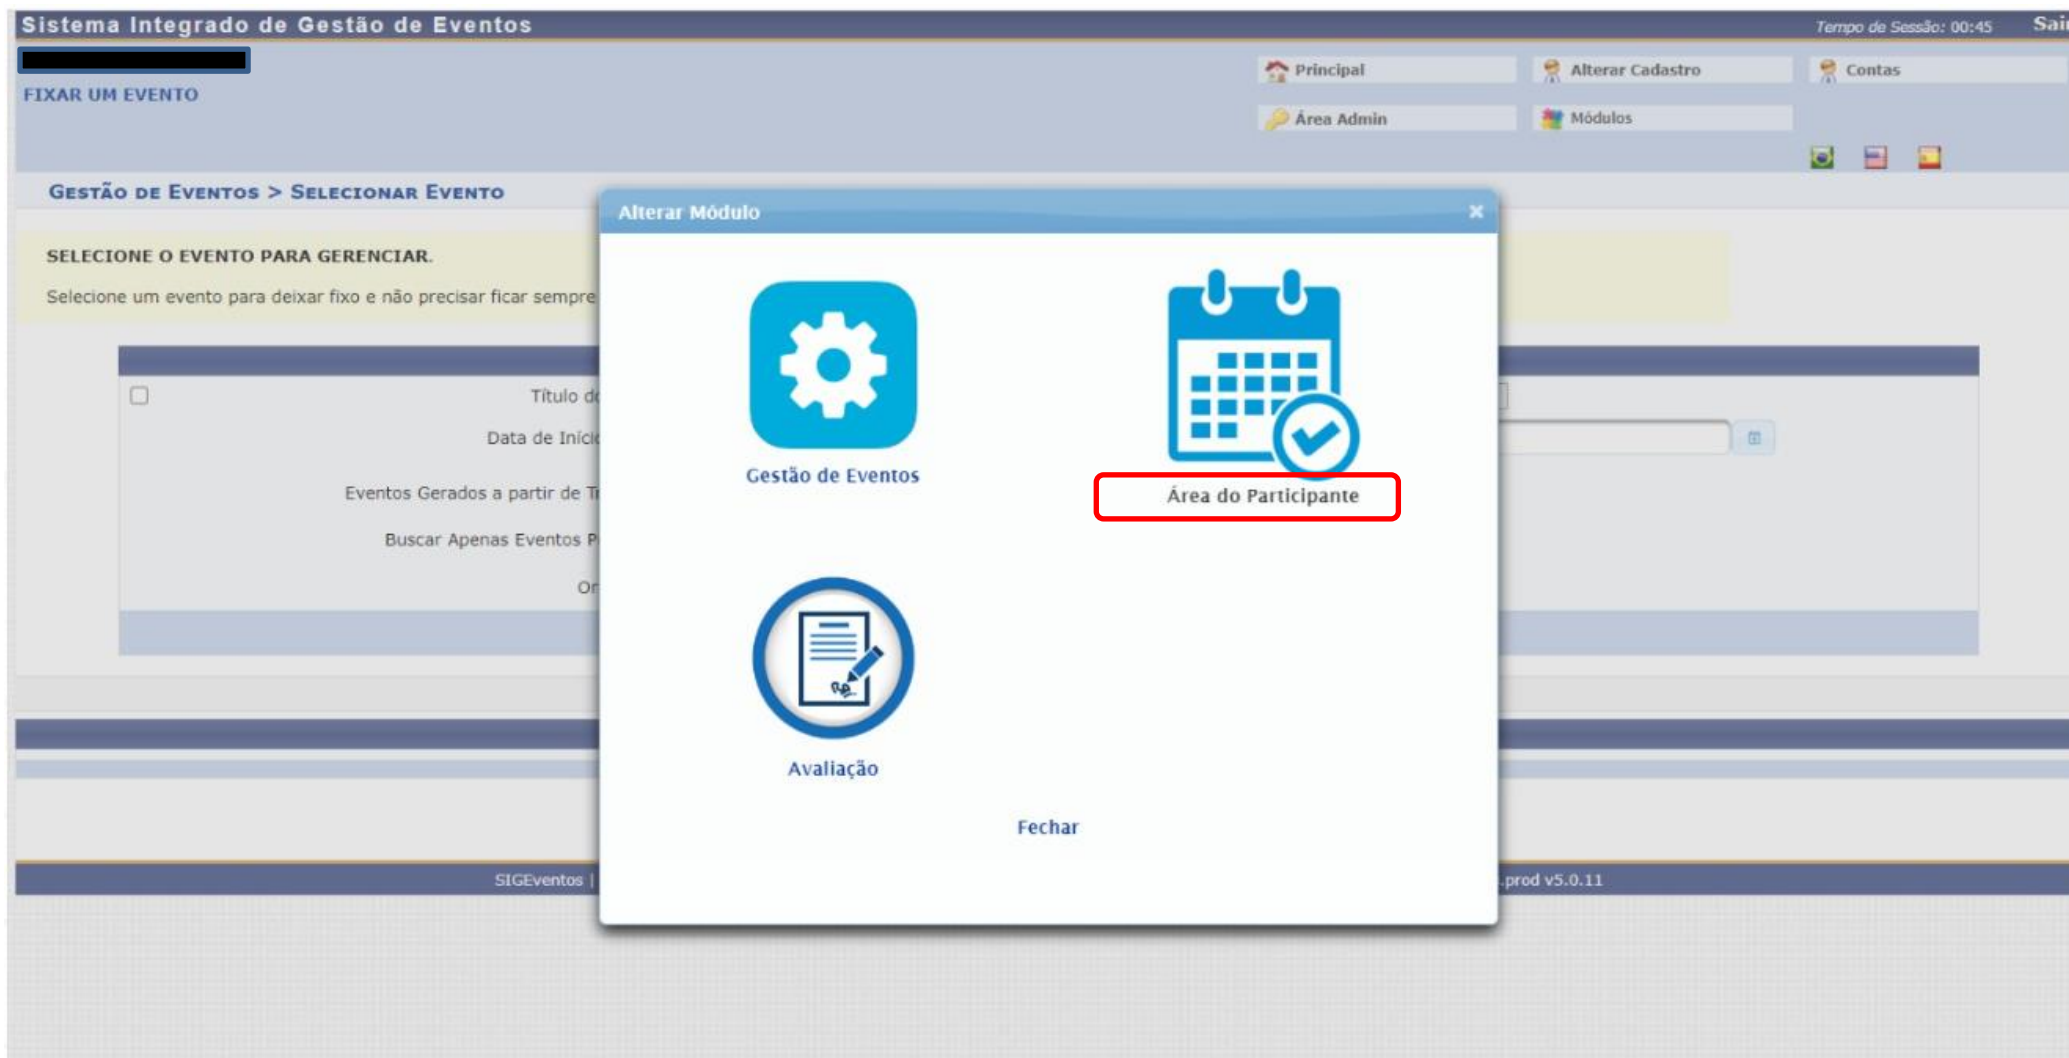 Sistema Integrado de Gestão de Eventos
Tempo de Sessão: 00:45
Sair
Principal
Alterar Cadastro
Contas
FIXAR UM EVENTO
Área Admin
Módulos
GESTÃO DE EVENTOS > SELECIONAR EVENTO
Alterar Módulo
SELECIONE O EVENTO PARA GERENCIAR.
Selecione um evento para deixar fixo e não precisar ficar sempre
Título do
Data de Iníci
Gestão de Eventos
Área do Participante
Eventos Gerados a partir de T
Buscar Apenas Eventos P
Or
Avaliação
Fechar
SIGEventos |
.prod v5.0.11